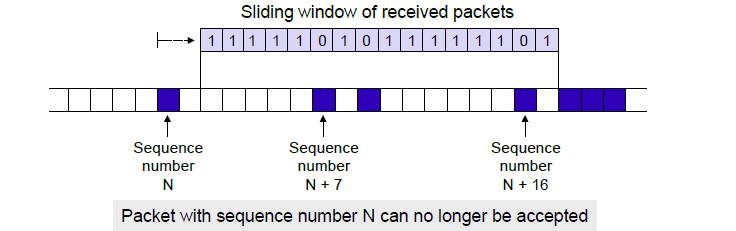 Sliding window of received packets
1 1 1 1 1 0 1 0 1 1 1 1 1 1 0 1
Sequence number N
Sequence number N + 7
Sequence number N + 16
Packet with sequence number N can no longer be accepted